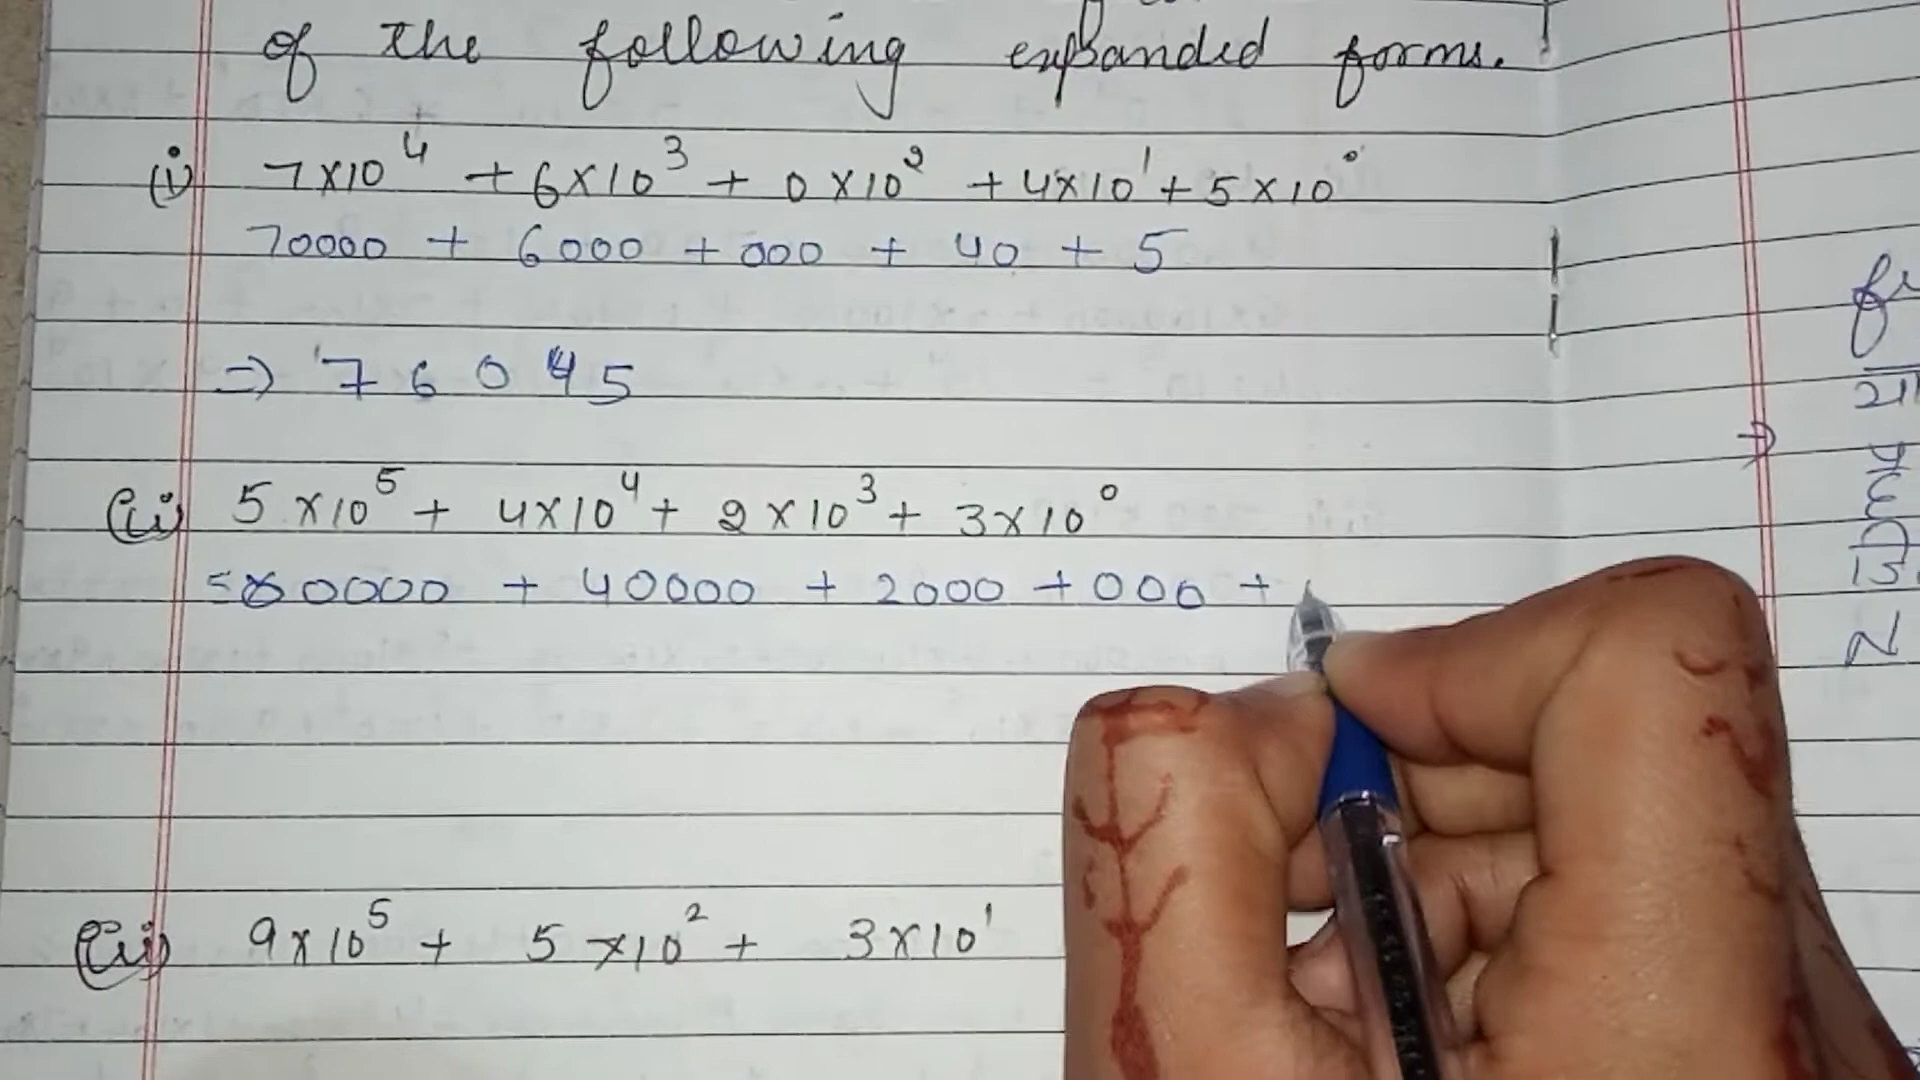 of the following expanded forms.
(i) 7×10⁴ + 6×10³ + 0×10² + 4×10¹ + 5×10⁰
70000 + 6000 + 000 + 40 + 5
⇒ 76045
(ii) 5×10⁵ + 4×10⁴ + 2×10³ + 3×10⁰
0000 + 40000 + 2000 + 000 +
(iii) 9×10⁵ + 5×10² + 3×10¹